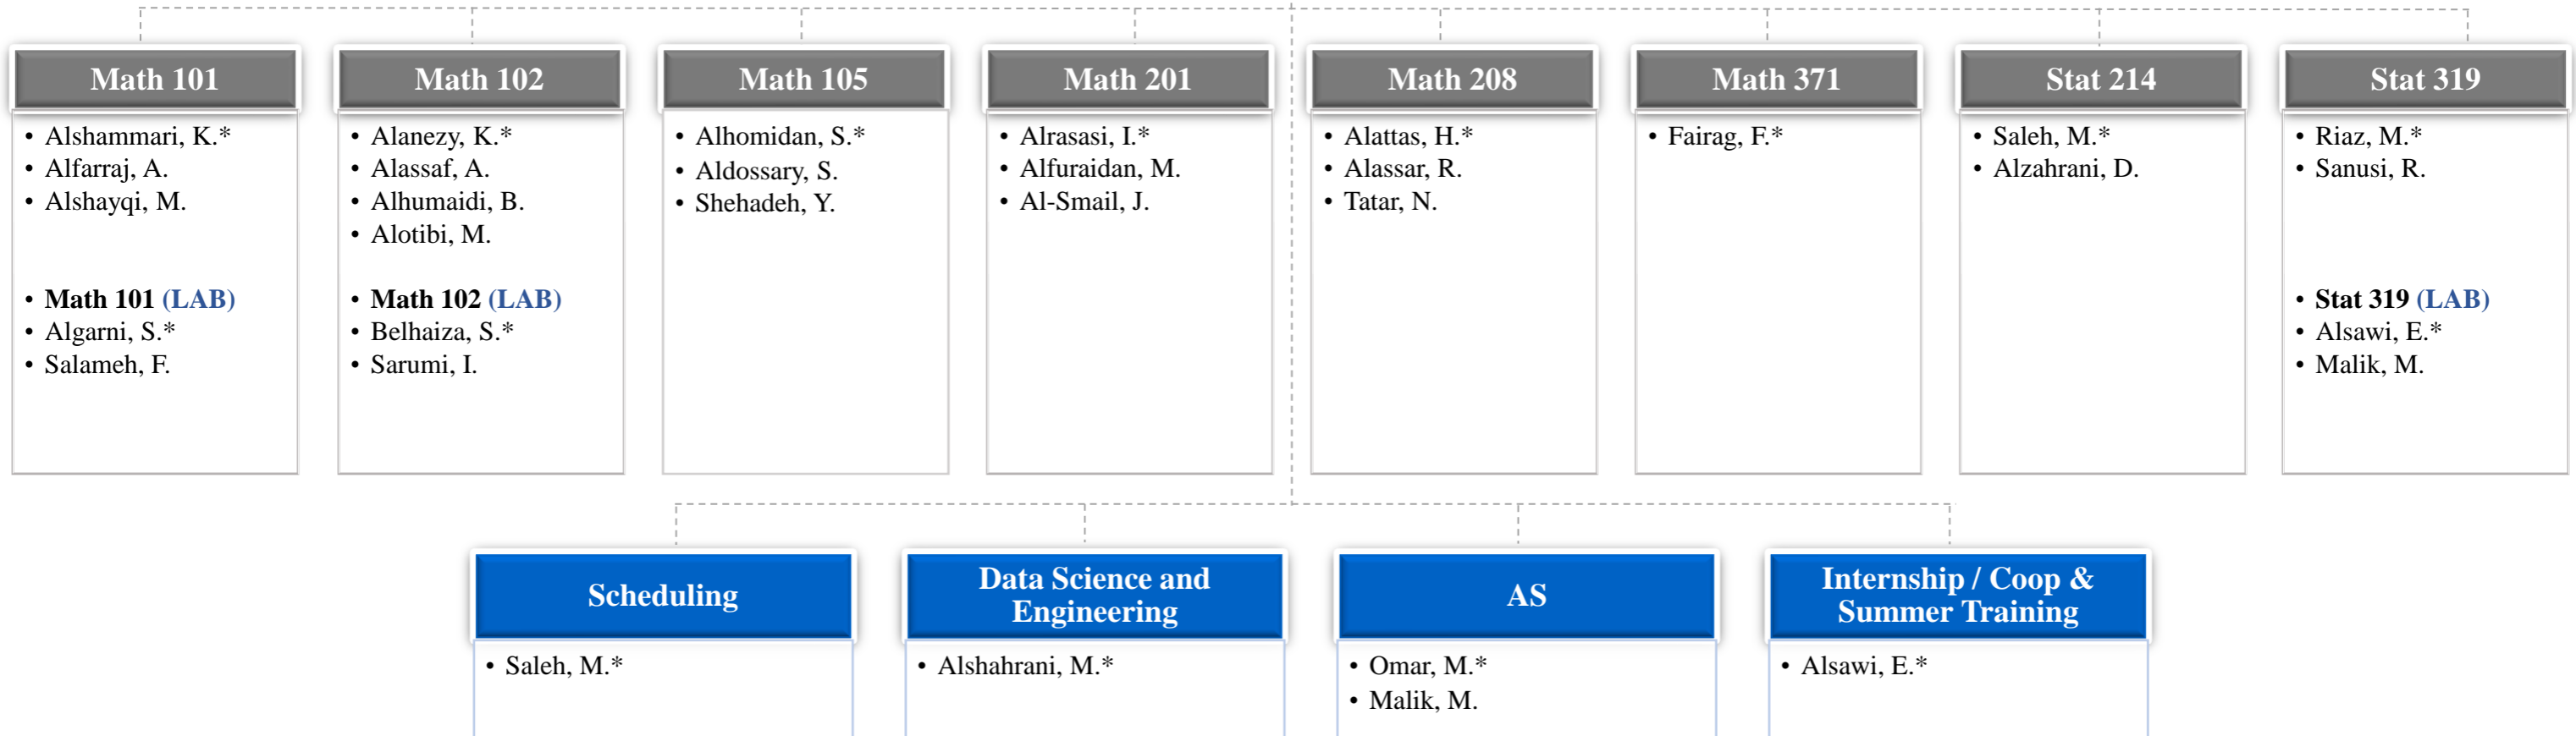 Math 101
• Alshammari, K.*
• Alfarraj, A.
• Alshayqi, M.
• Math 101 (LAB)
• Algarni, S.*
• Salameh, F.
Math 102
• Alanezy, K.*
• Alassaf, A.
• Alhumaidi, B.
• Alotibi, M.
• Math 102 (LAB)
• Belhaiza, S.*
• Sarumi, I.
Math 105
• Alhomidan, S.*
• Aldossary, S.
• Shehadeh, Y.
Math 201
• Alrasasi, I.*
• Alfuraidan, M.
• Al-Smail, J.
Math 208
• Alattas, H.*
• Alassar, R.
• Tatar, N.
Math 371
• Fairag, F.*
Stat 214
• Saleh, M.*
• Alzahrani, D.
Stat 319
• Riaz, M.*
• Sanusi, R.
• Stat 319 (LAB)
• Alsawi, E.*
• Malik, M.
Scheduling
• Saleh, M.*
Data Science and
Engineering
• Alshahrani, M.*
AS
• Omar, M.*
• Malik, M.
Internship / Coop &
Summer Training
• Alsawi, E.*